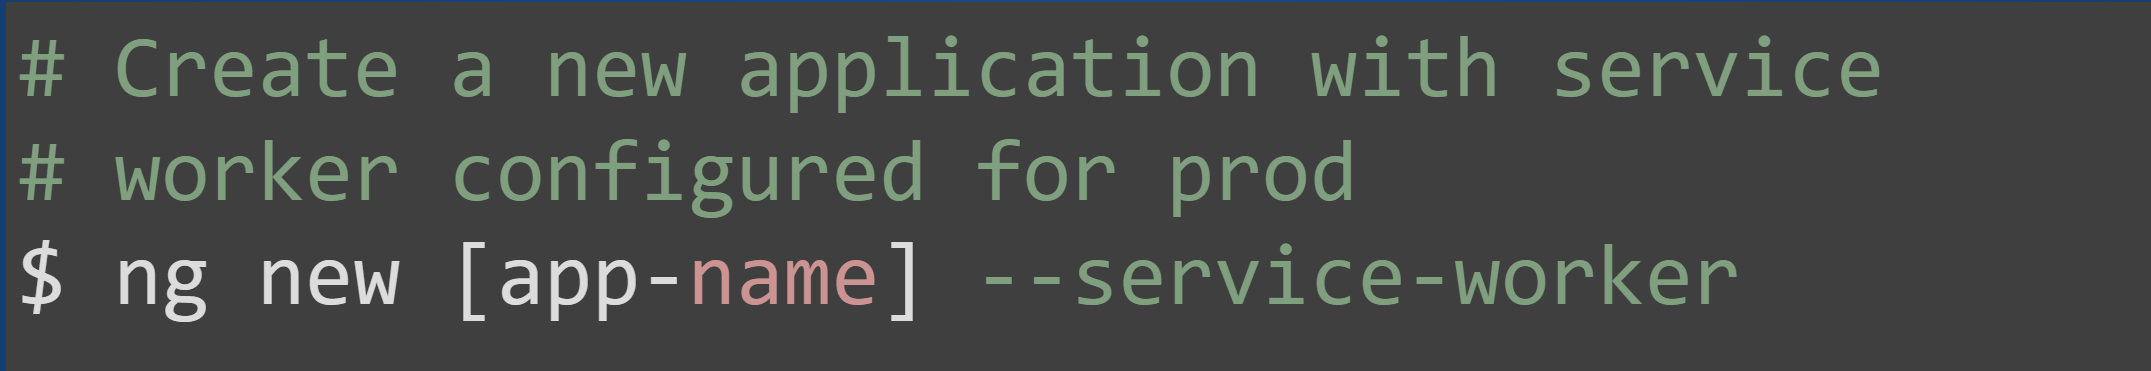 # Create a new application with service
# worker configured for prod
$ ng new [app-name] --service-worker